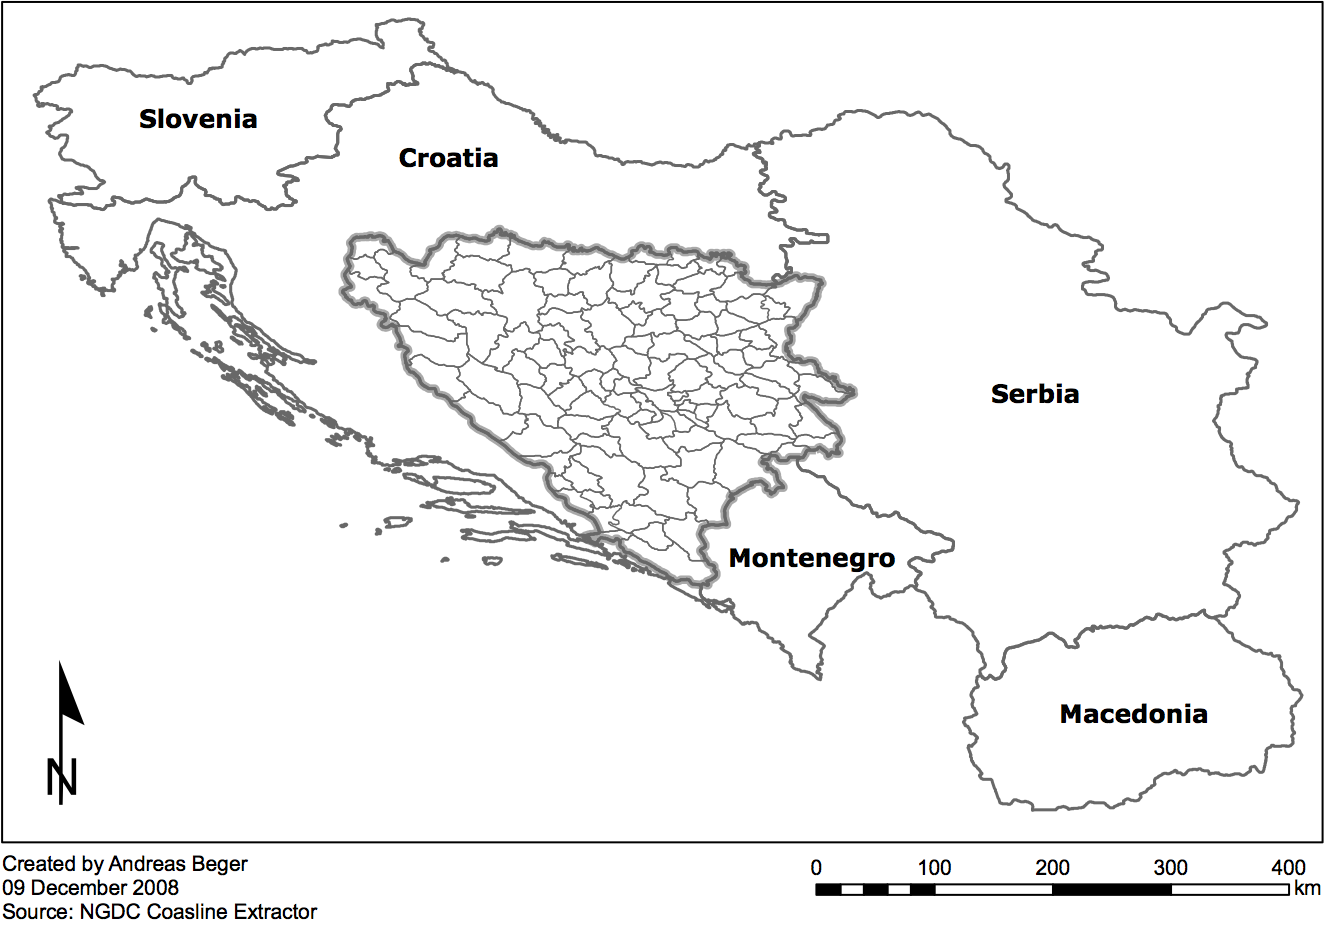 Slovenia
Croatia
Serbia
Montenegro
Macedonia
N
Created by Andreas Beger
09 December 2008
Source: NGDC Coasline Extractor
0 100 200 300 400
km